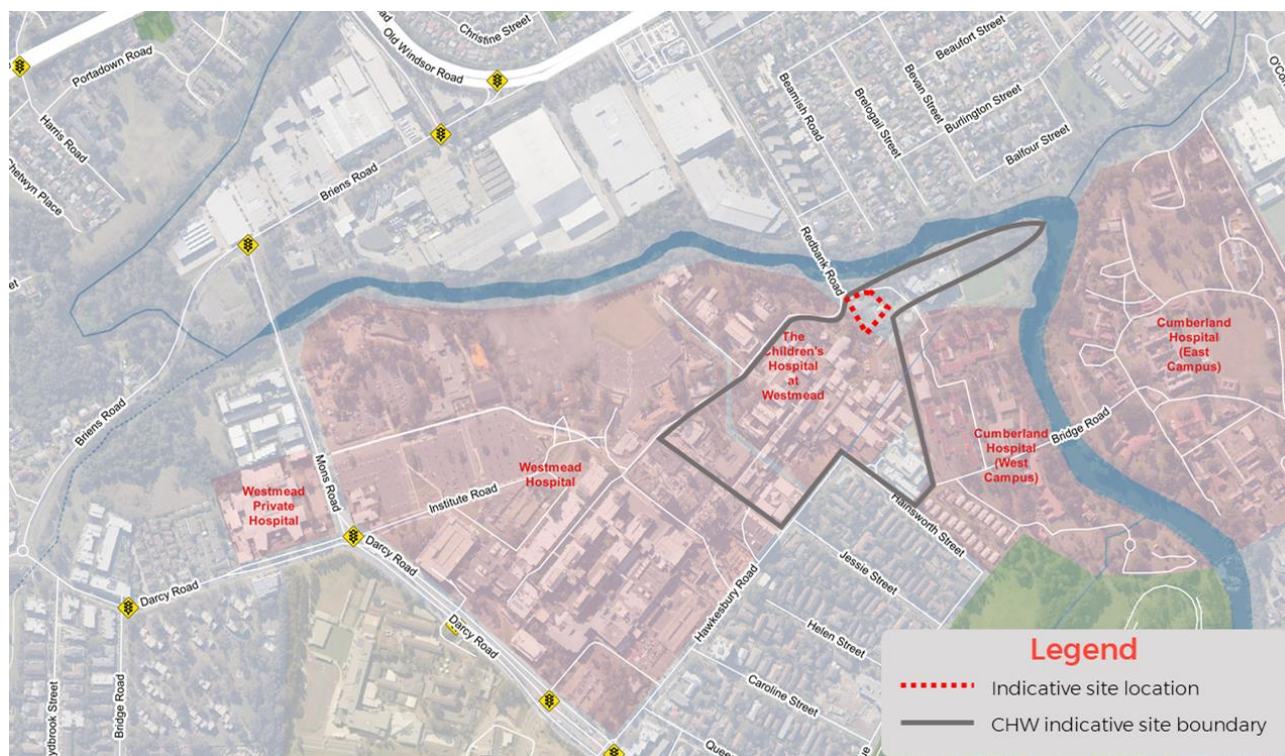 Christine Street
Portadown Road
Old Windsor Road
Beaufort Street
Bevan Street
Beamish Road
Brelogail Street
Burlington Street
Balfour Street
Harris Road
Chelwyn Place
Briens Road
Redbank Road
The
Children's
Hospital
at
Westmead
Cumberland
Hospital
(East
Campus)
Briens Road
Bridge Road
Cumberland
Hospital
(West
Campus)
Westmead
Hospital
Westmead
Private
Hospital
Mons Road
Institute Road
Hainsworth Street
Darcy Road
Jessie Street
Hawkesbury Road
Darcy Road
Helen Street
Darcy Road
Bridge Road
Caroline Street
Legend
Indicative site location
CHW indicative site boundary